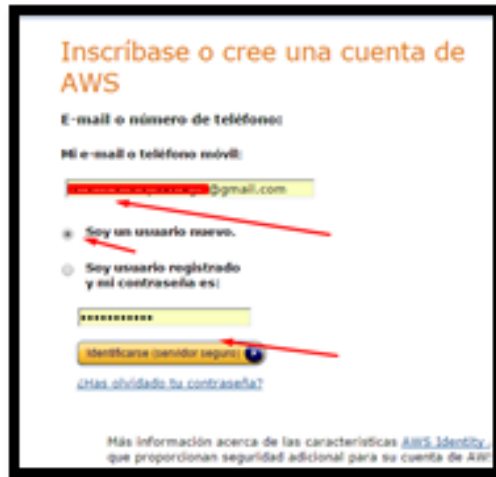 Inscríbase o cree una cuenta de
AWS
E-mail o número de teléfono:
Mi e-mail o teléfono móvil:
@gmail.com
Soy un usuario nuevo.
Soy usuario registrado
y mi contraseña es:
Identificarse (servidor seguro)
¿Has olvidado tu contraseña?
Más información acerca de las características AWS Identity
que proporcionan seguridad adicional para su cuenta de AW